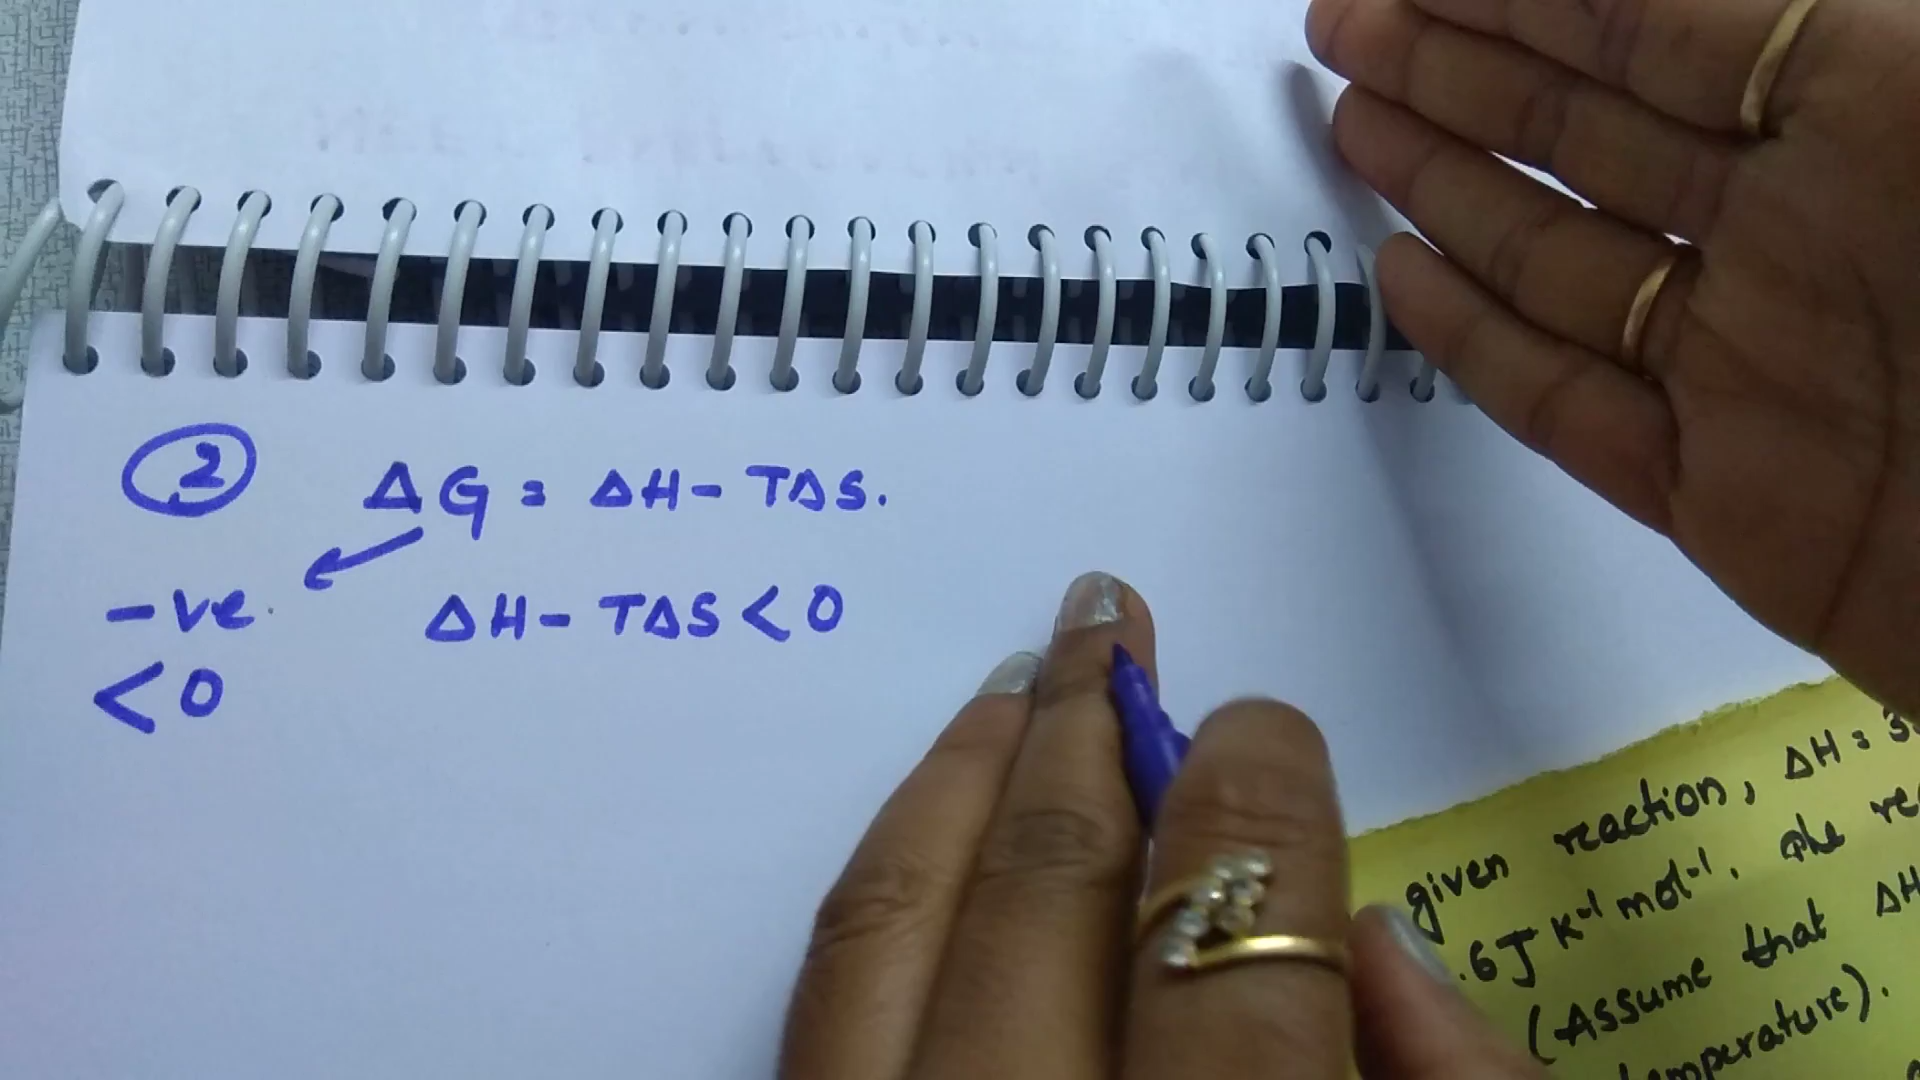 2 ΔG = ΔH - TΔS.
-ve. ΔH - TΔS < 0
< 0
given reaction, ΔH = 3
.6 J K⁻¹ mol⁻¹. The
(Assume that ΔH
temperature).